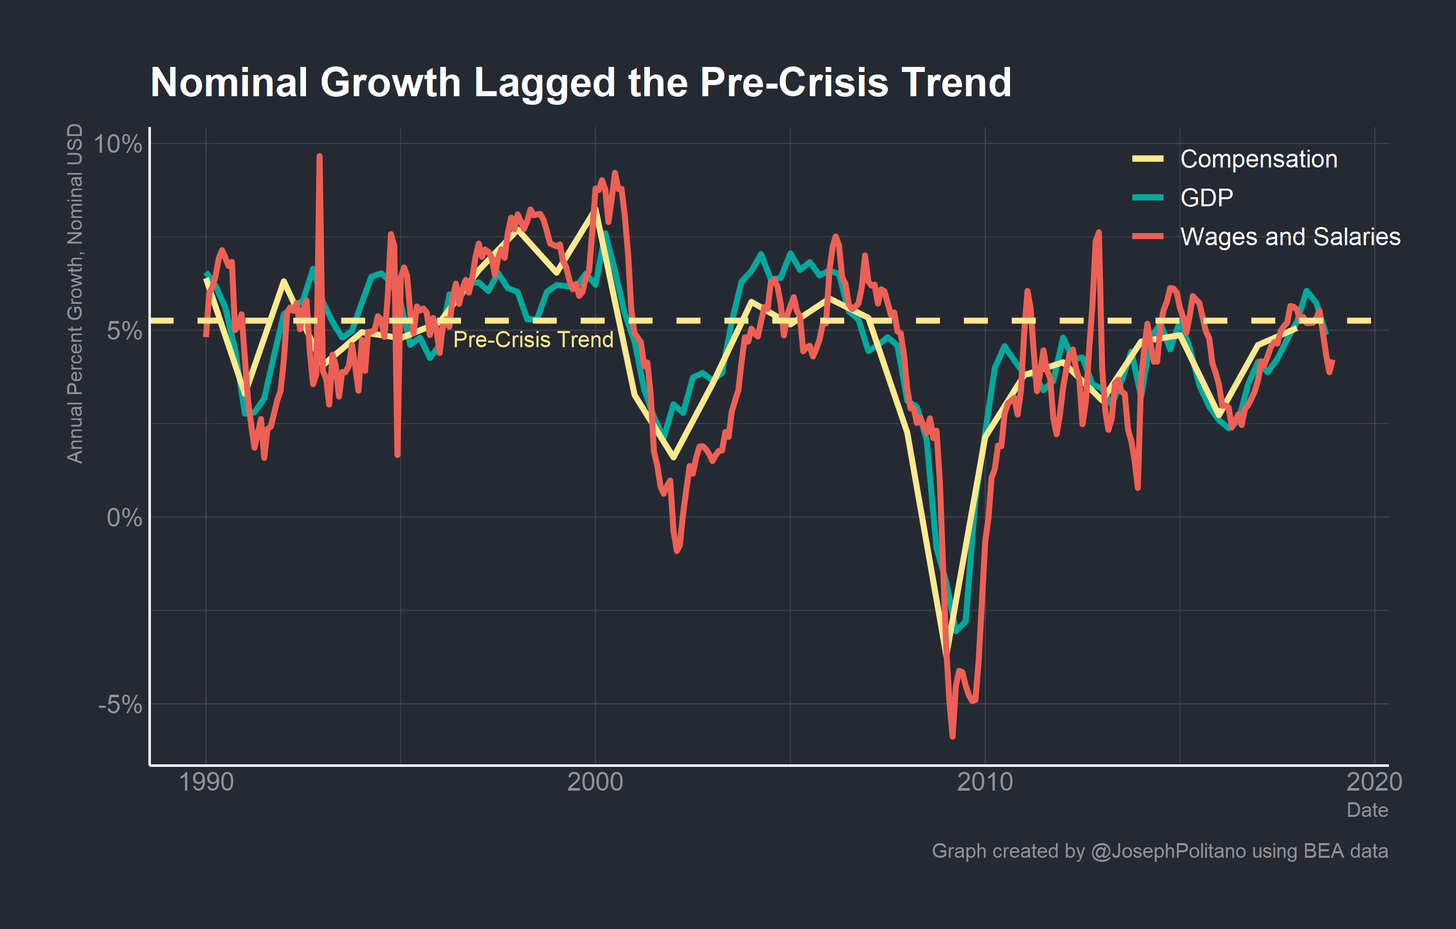 Nominal Growth Lagged the Pre-Crisis Trend
Annual Percent Growth, Nominal USD
10%
5%
0%
-5%
Compensation
GDP
Wages and Salaries
Pre-Crisis Trend
1990
2000
2010
2020
Date
Graph created by @JosephPolitano using BEA data